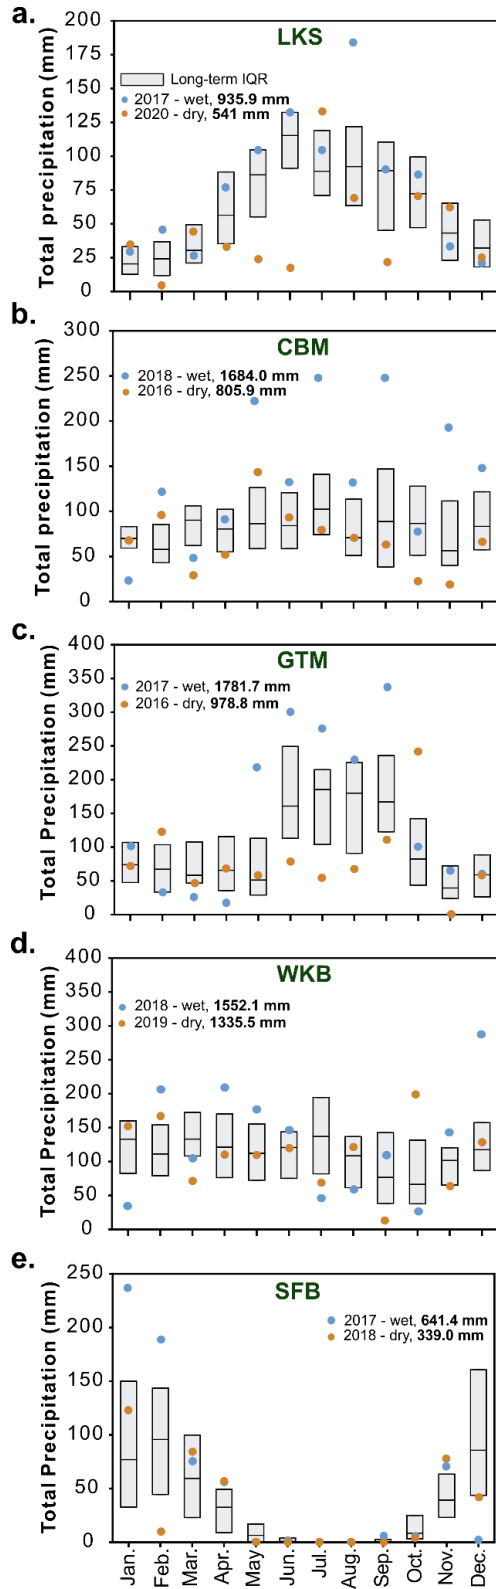 a.
LKS
Total precipitation (mm)
200
175
150
125
100
75
50
25
0
Long-term IQR
2017 - wet, 935.9 mm
2020 - dry, 541 mm
b.
CBM
Total precipitation (mm)
300
250
200
150
100
50
0
2018 - wet, 1684.0 mm
2016 - dry, 805.9 mm
c.
GTM
Total Precipitation (mm)
400
350
300
250
200
150
100
50
0
2017 - wet, 1781.7 mm
2016 - dry, 978.8 mm
d.
WKB
Total Precipitation (mm)
400
350
300
250
200
150
100
50
0
2018 - wet, 1552.1 mm
2019 - dry, 1335.5 mm
e.
SFB
Total Precipitation (mm)
250
200
150
100
50
0
2017 - wet, 641.4 mm
2018 - dry, 339.0 mm
Jan.
Feb.
Mar.
Apr.
May
Jun.
Jul.
Aug.
Sep.
Oct.
Nov.
Dec.